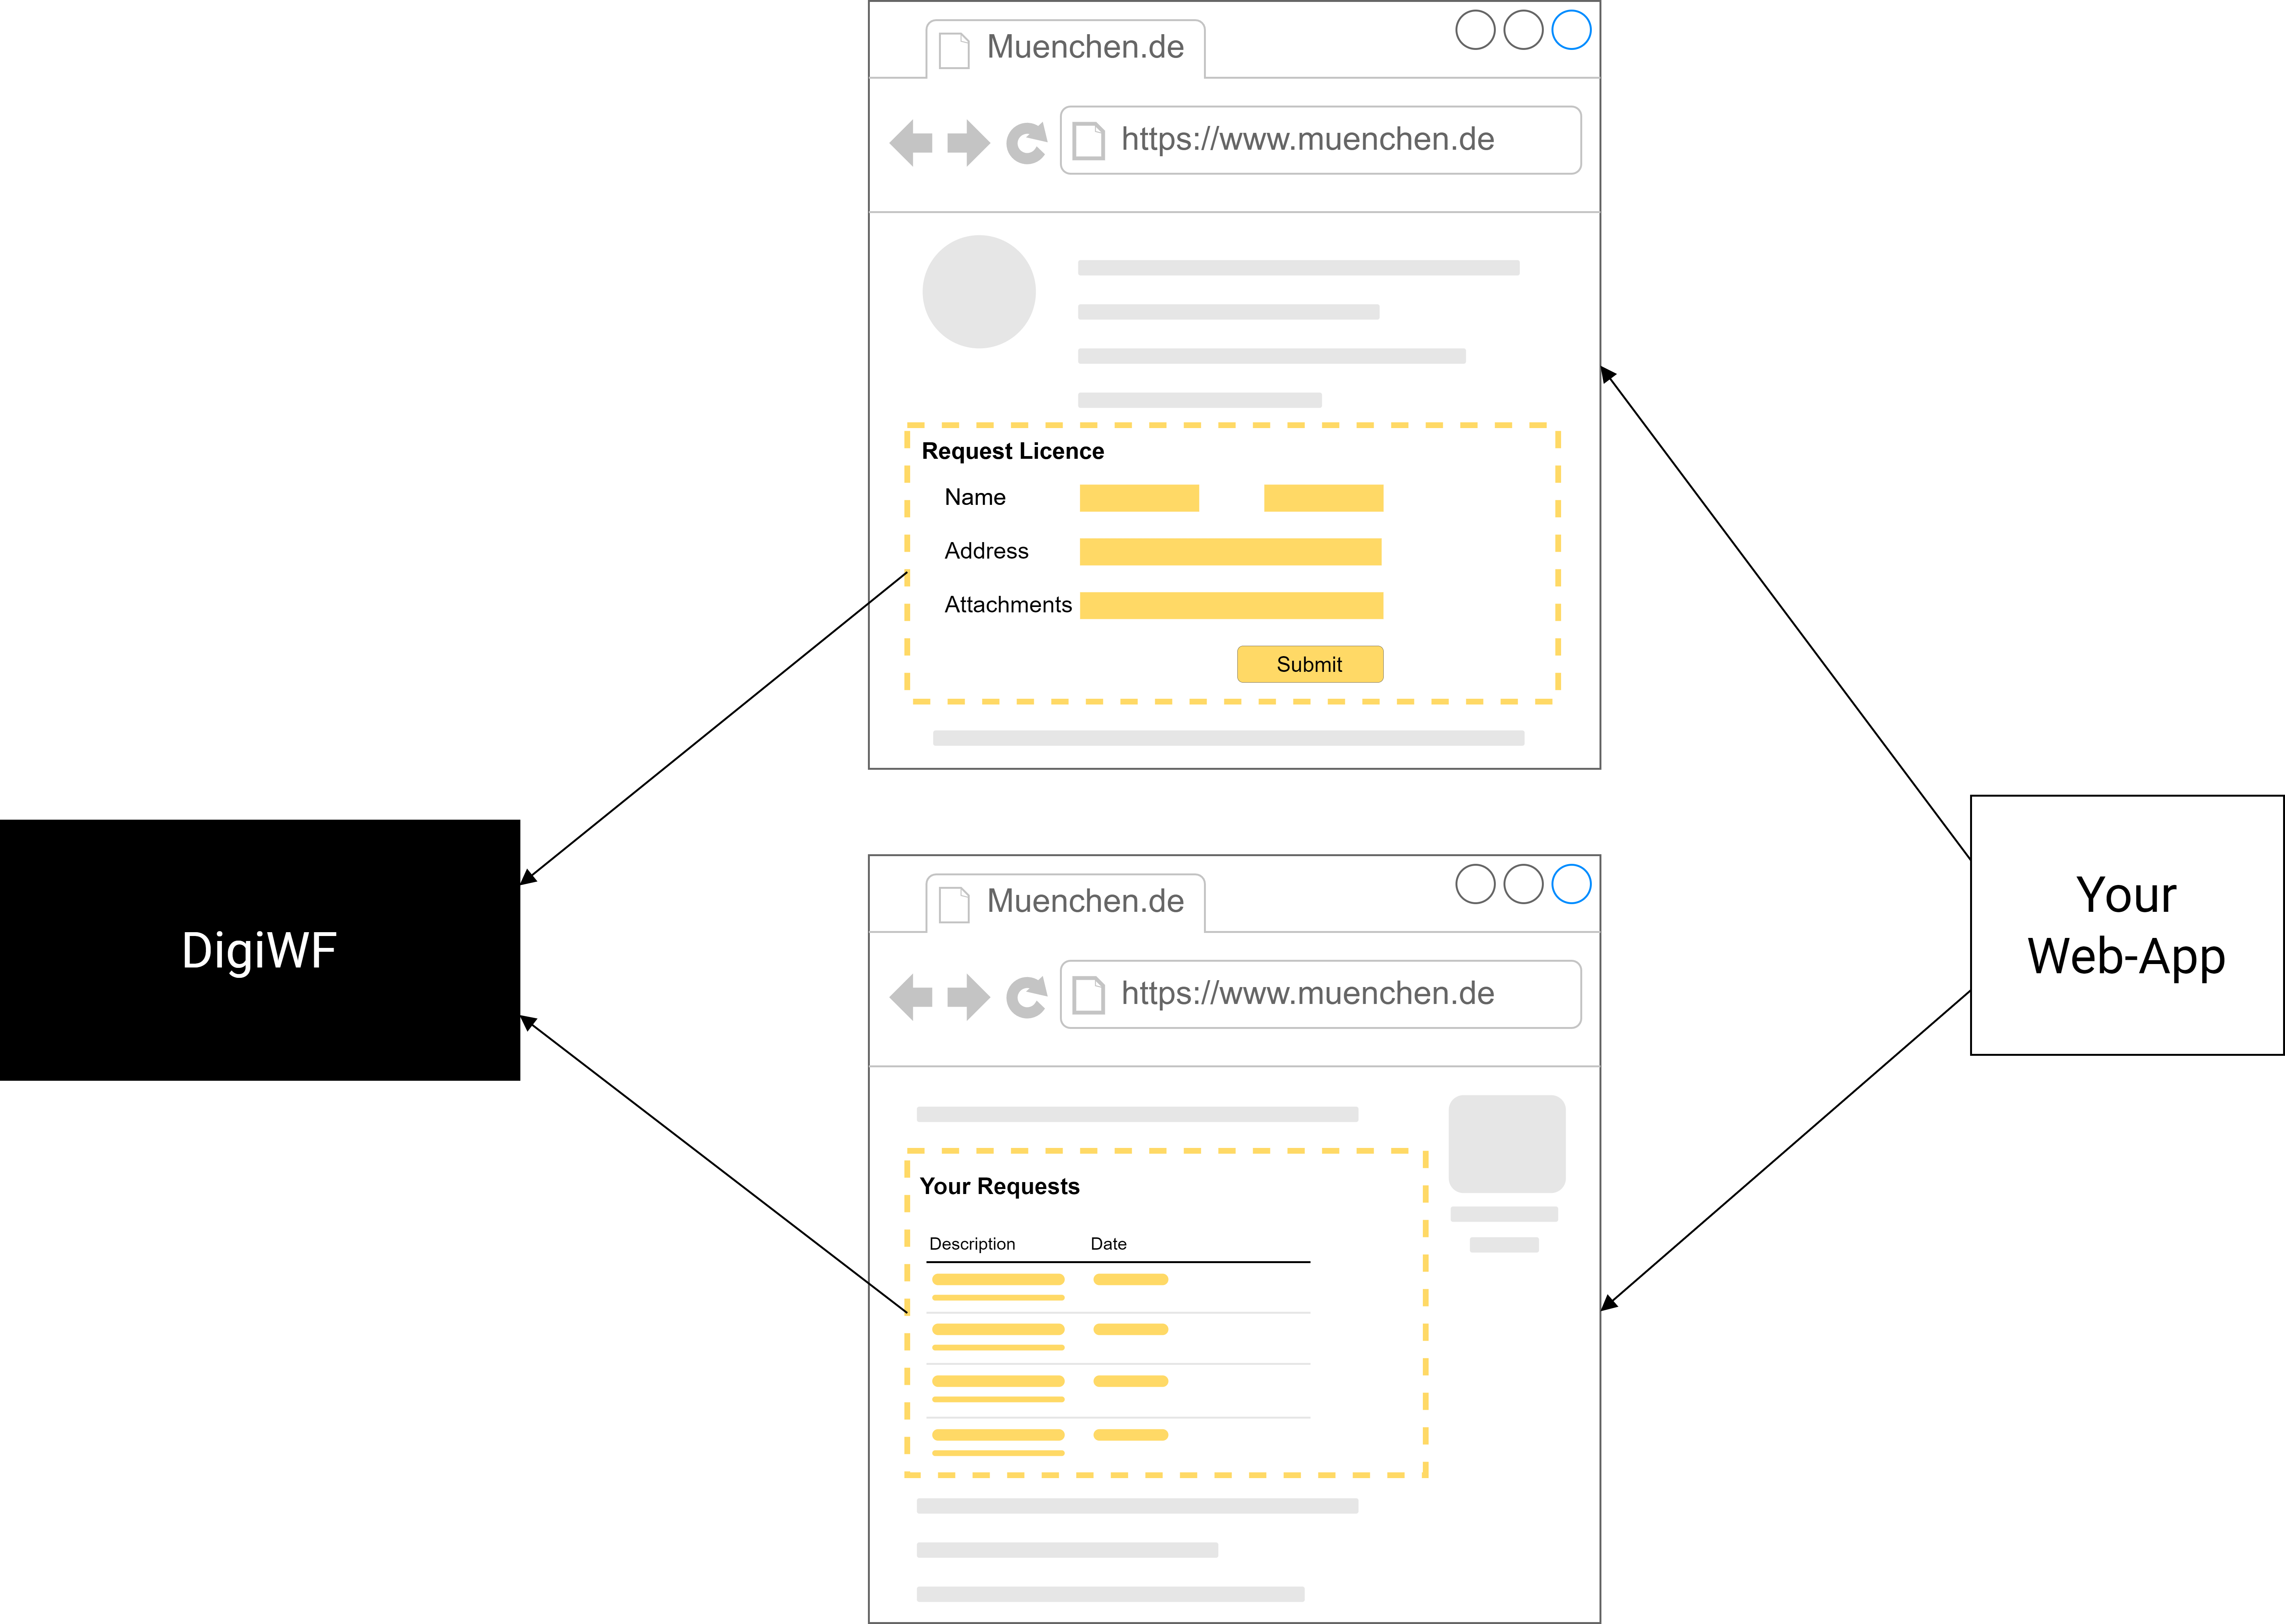 Muenchen.de
https://www.muenchen.de
Request Licence
Name
Address
Attachments
Submit
DigiWF
Your
Web-App
Muenchen.de
https://www.muenchen.de
Your Requests
Description Date